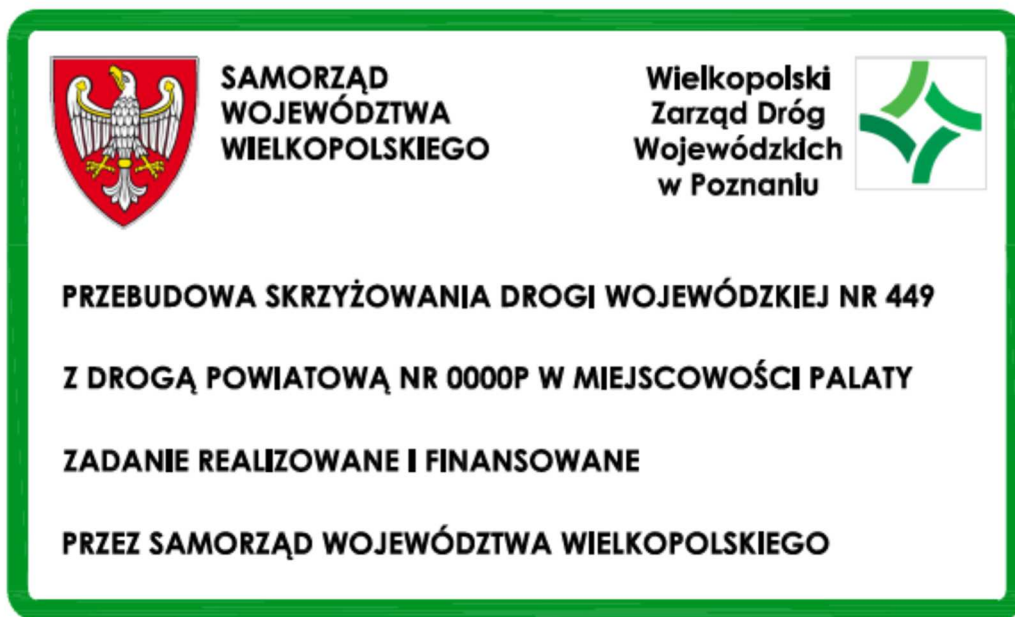 SAMORZĄD
WOJEWÓDZTWA
WIELKOPOLSKIEGO
Wielkopolski
Zarząd Dróg
Wojewódzkich
w Poznaniu
PRZEBUDOWA SKRZYŻOWANIA DROGI WOJEWÓDZKIEJ NR 449
Z DROGĄ POWIATOWĄ NR 0000P W MIEJSCOWOŚCI PALATY
ZADANIE REALIZOWANE I FINANSOWANE
PRZEZ SAMORZĄD WOJEWÓDZTWA WIELKOPOLSKIEGO